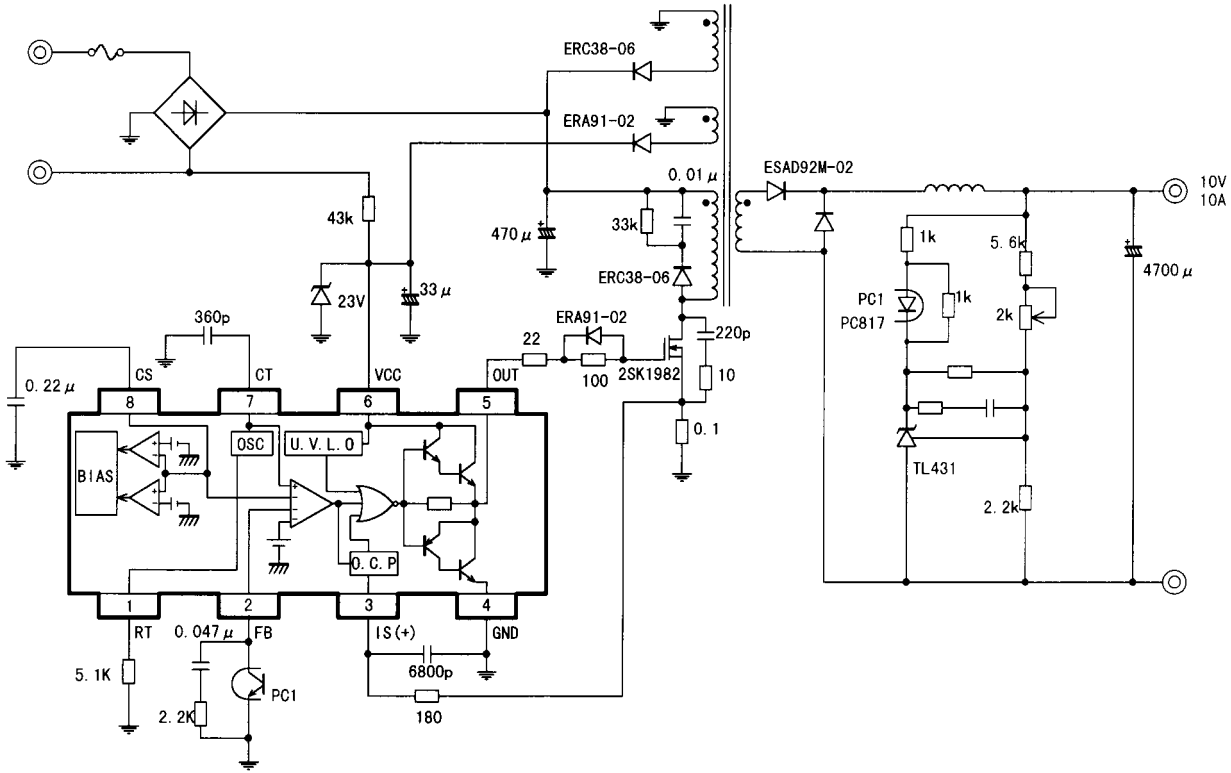 ERC38-06
ERA91-02
ESAD92M-02
10V
10A
0.01μ
43k
470μ
33k
1k
5.6k
4700μ
ERC38-06
23V
33μ
PC1
PC817
1k
2k
ERA91-02
220p
360p
22
100
2SK1982
10
0.22μ
CS
CT
VCC
OUT
8
7
6
5
0.1
OSC
U.V.L.O
TL431
BIAS
2.2k
O.C.P
1
2
3
4
RT
0.047μ
FB
IS(+)
GND
6800p
5.1K
PC1
2.2K
180